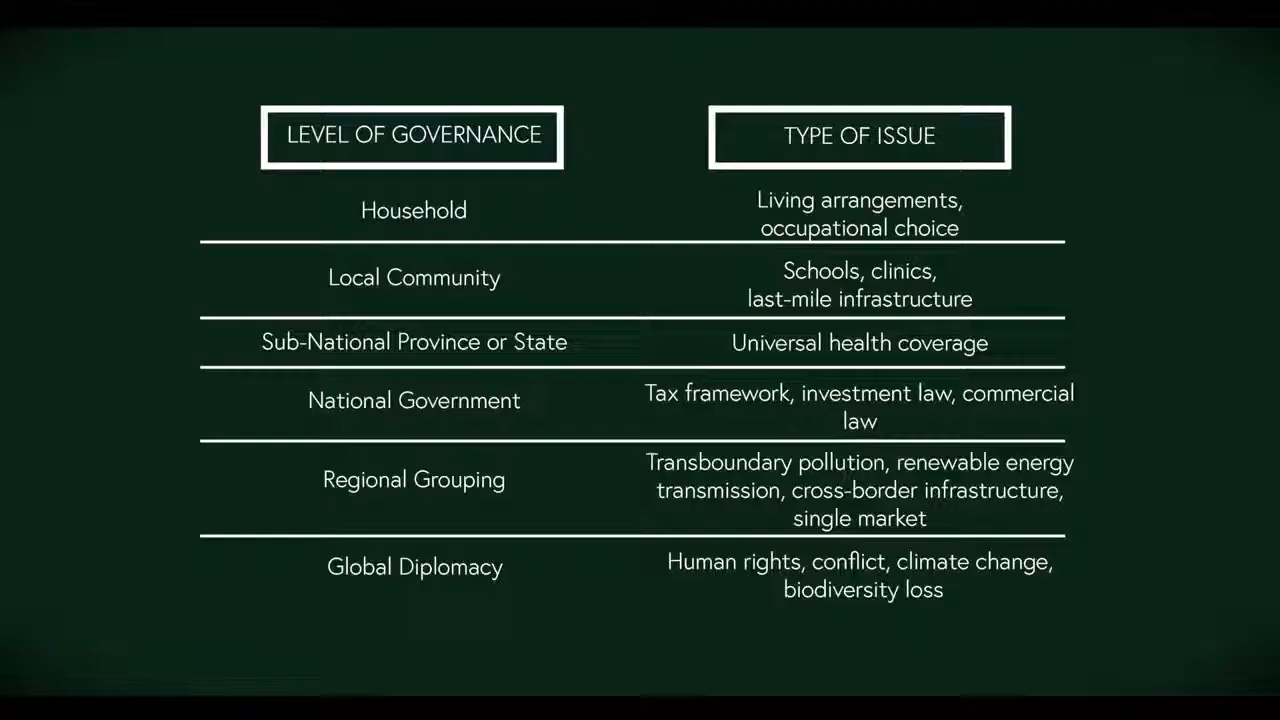 LEVEL OF GOVERNANCE
TYPE OF ISSUE
Household
Living arrangements,
occupational choice
Local Community
Schools, clinics,
last-mile infrastructure
Sub-National Province or State
Universal health coverage
National Government
Tax framework, investment law, commercial
law
Regional Grouping
Transboundary pollution, renewable energy
transmission, cross-border infrastructure,
single market
Global Diplomacy
Human rights, conflict, climate change,
biodiversity loss